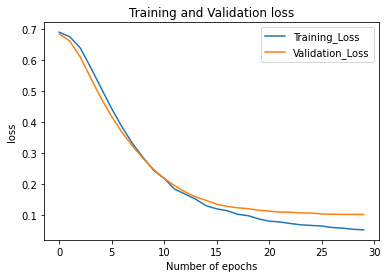 Training and Validation loss
Training_Loss
Validation_Loss
0.7
0.6
0.5
0.4
0.3
0.2
0.1
loss
0
5
10
15
20
25
30
Number of epochs